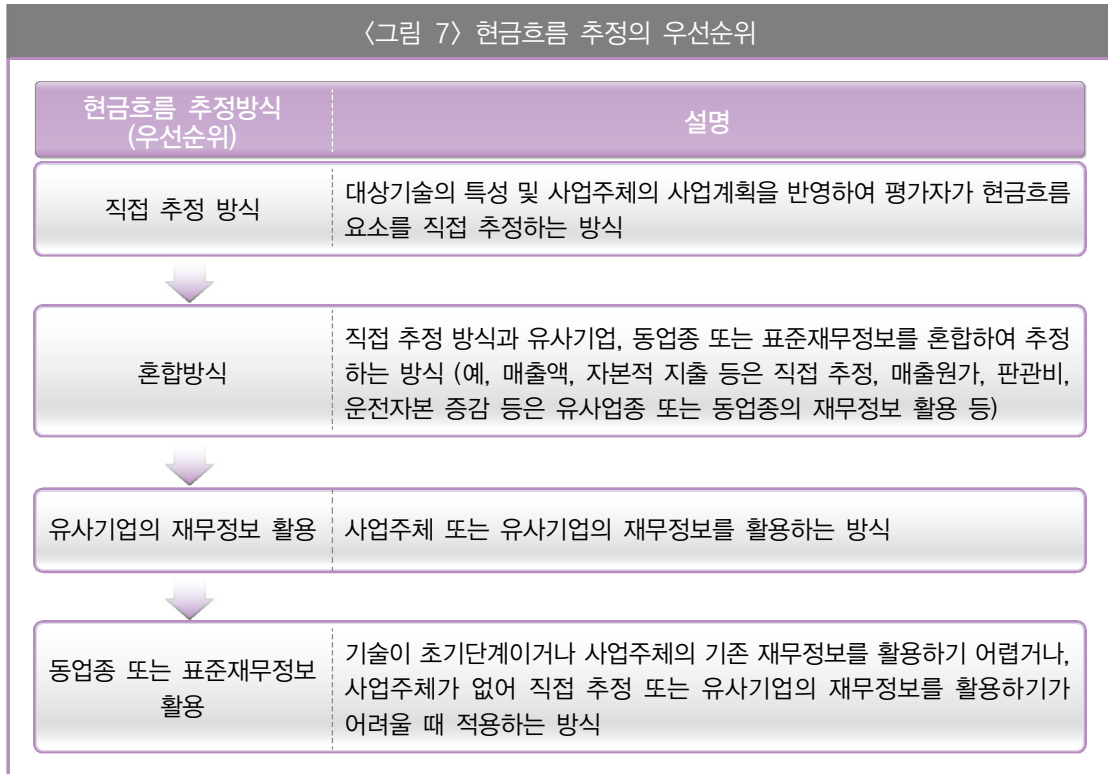 〈그림 7〉 현금흐름 추정의 우선순위
현금흐름 추정방식
(우선순위)
설명
직접 추정 방식
대상기술의 특성 및 사업주체의 사업계획을 반영하여 평가자가 현금흐름
요소를 직접 추정하는 방식
혼합방식
직접 추정 방식과 유사기업, 동업종 또는 표준재무정보를 혼합하여 추정
하는 방식 (예, 매출액, 자본적 지출 등은 직접 추정, 매출원가, 판관비,
운전자본 증감 등은 유사업종 또는 동업종의 재무정보 활용 등)
유사기업의 재무정보 활용
사업주체 또는 유사기업의 재무정보를 활용하는 방식
동업종 또는 표준재무정보
활용
기술이 초기단계이거나 사업주체의 기존 재무정보를 활용하기 어렵거나,
사업주체가 없어 직접 추정 또는 유사기업의 재무정보를 활용하기가
어려울 때 적용하는 방식